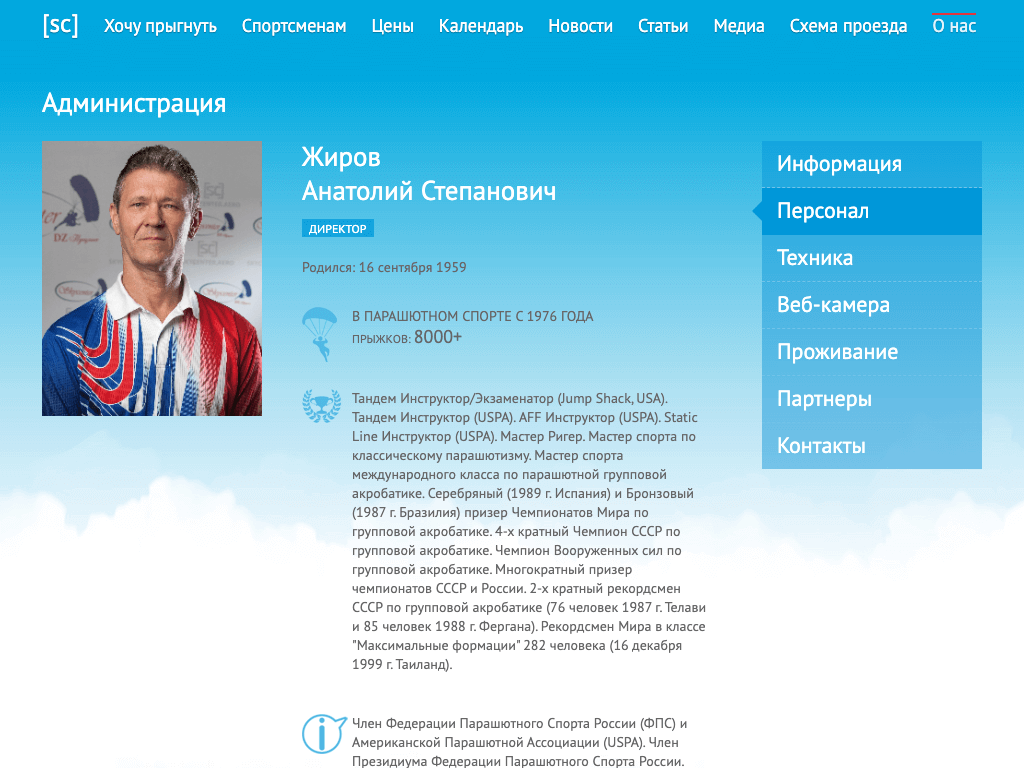 [sc] Хочу прыгнуть Спортсменам Цены Календарь Новости Статьи Медиа Схема проезда О нас
Администрация
Жиров
Анатолий Степанович
ДИРЕКТОР
Родился: 16 сентября 1959
В ПАРАШЮТНОМ СПОРТЕ С 1976 ГОДА
ПРЫЖКОВ: 8000+
Тандем Инструктор/Экзаменатор (Jump Shack, USA).
Тандем Инструктор (USPA). AFF Инструктор (USPA). Static
Line Инструктор (USPA). Мастер Ригер. Мастер спорта по
классическому парашютизму. Мастер спорта
международного класса по парашютной групповой
акробатике. Серебряный (1989 г. Испания) и Бронзовый
(1987 г. Бразилия) призер Чемпионатов Мира по
групповой акробатике. 4-х кратный Чемпион СССР по
групповой акробатике. Чемпион Вооруженных сил по
групповой акробатике. Многократный призер
чемпионатов СССР и России. 2-х кратный рекордсмен
СССР по групповой акробатике (76 человек 1987 г. Телави
и 85 человек 1988 г. Фергана). Рекордсмен Мира в классе
"Максимальные формации" 282 человека (16 декабря
1999 г. Таиланд).
Член Федерации Парашютного Спорта России (ФПС) и
Американской Парашютной Ассоциации (USPA). Член
Президиума Федерации Парашютного Спорта России.
Информация
Персонал
Техника
Веб-камера
Проживание
Партнеры
Контакты